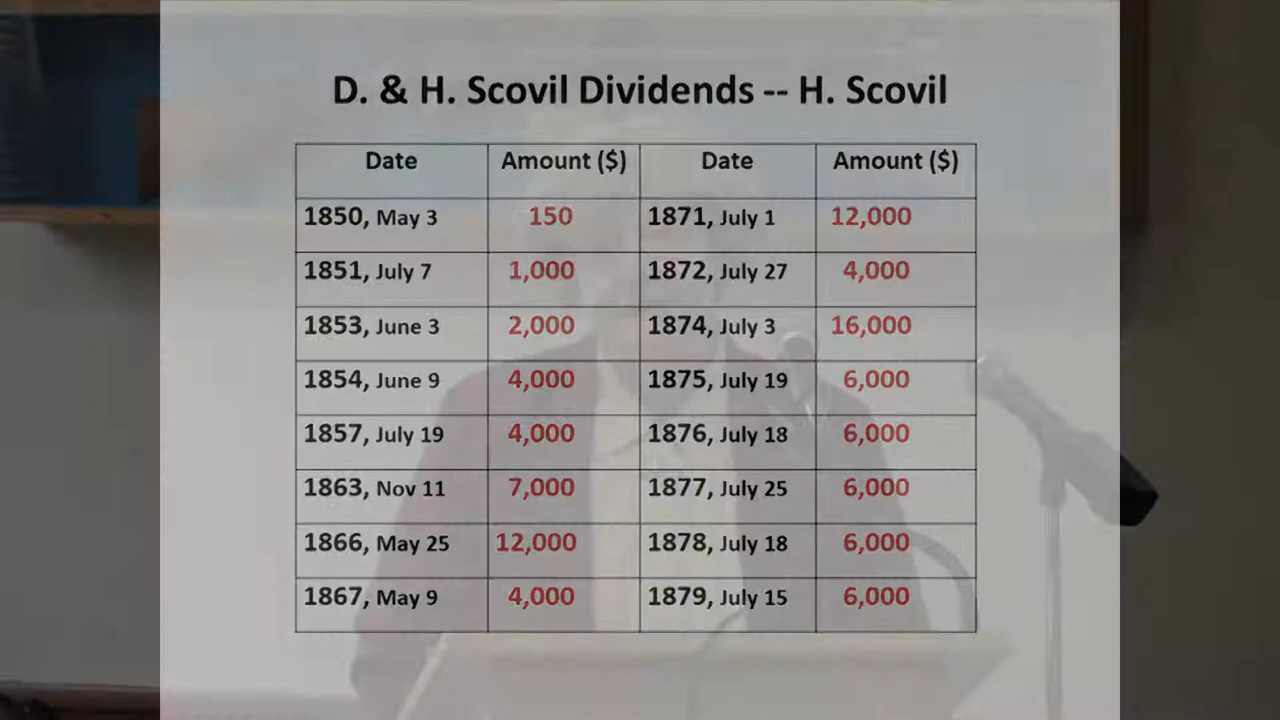 D. & H. Scovil Dividends -- H. Scovil
Date Amount ($) Date Amount ($)
1850, May 3 150 1871, July 1 12,000
1851, July 7 1,000 1872, July 27 4,000
1853, June 3 2,000 1874, July 3 16,000
1854, June 9 4,000 1875, July 19 6,000
1857, July 19 4,000 1876, July 18 6,000
1863, Nov 11 7,000 1877, July 25 6,000
1866, May 25 12,000 1878, July 18 6,000
1867, May 9 4,000 1879, July 15 6,000